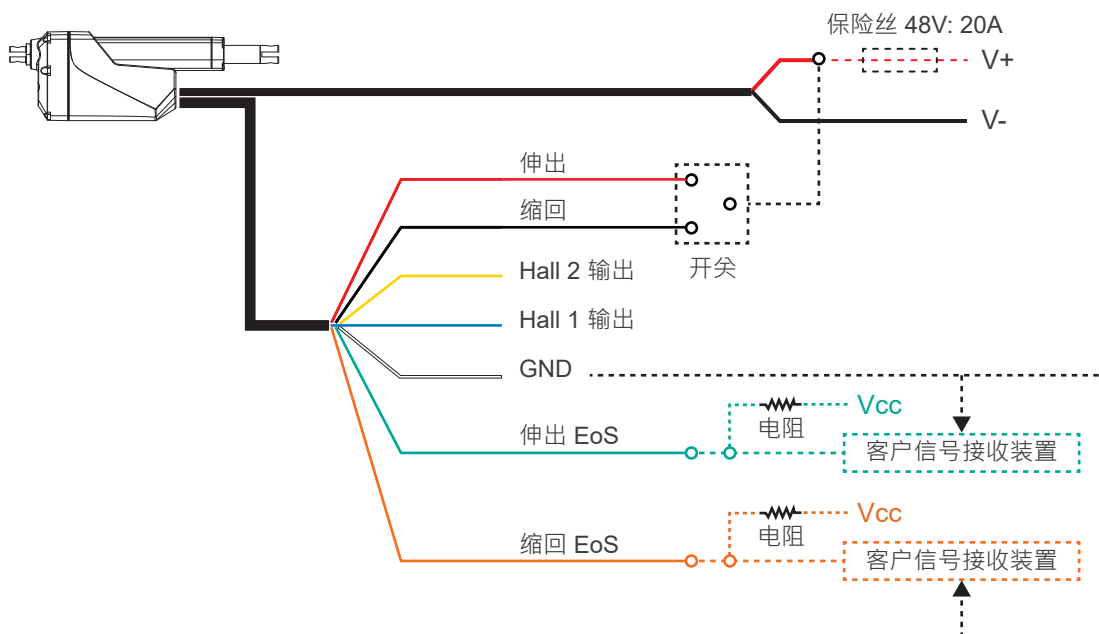 保险丝 48V: 20A
V+
V-
伸出
缩回
开关
Hall 2 输出
Hall 1 输出
GND
Vcc
电阻
伸出 EoS
客户信号接收装置
Vcc
电阻
缩回 EoS
客户信号接收装置